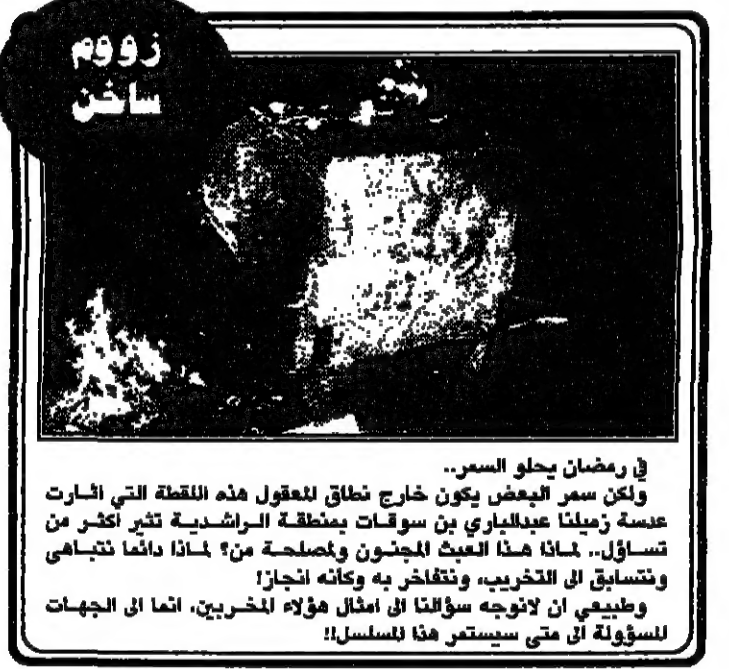 زووم
ساخن
في رمضان يحلو السمر..
ولكن سمر البعض يكون خارج نطاق المعقول هذه اللقطة التي اثارت
عدسة زميلنا عبدالباري بن سوقات بمنطقة الراشدية تثير اكثر من
تساؤل.. لماذا هذا العبث المجنون ولمصلحة من؟ لماذا دائما نتباهى
ونتسابق الى التخريب، ونتفاخر به وكأنه انجاز!
وطبيعي ان لانوجه سؤالنا الى امثال هؤلاء المخربين، انما الى الجهات
المسؤولة الى متى سيستمر هذا المسلسل!!